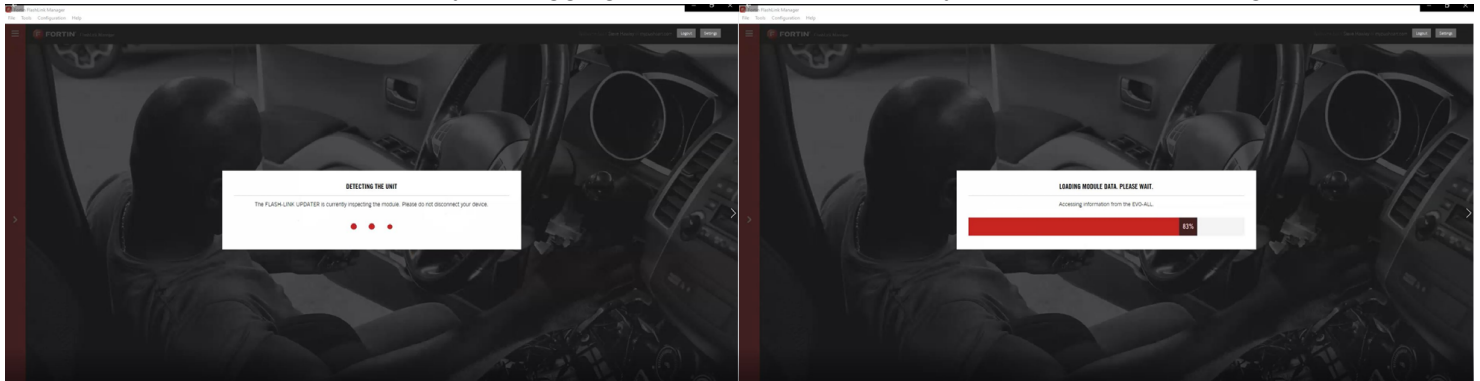 Fortin FlashLink Manager
File Tools Configuration Help
FORTIN
Logout Settings
DETECTING THE UNIT
The FLASH-LINK UPDATER is currently inspecting the module. Please do not disconnect your device.
Fortin FlashLink Manager
File Tools Configuration Help
FORTIN
Logout Settings
LOADING MODULE DATA. PLEASE WAIT.
Accessing information from the EVO-ALL.
83%